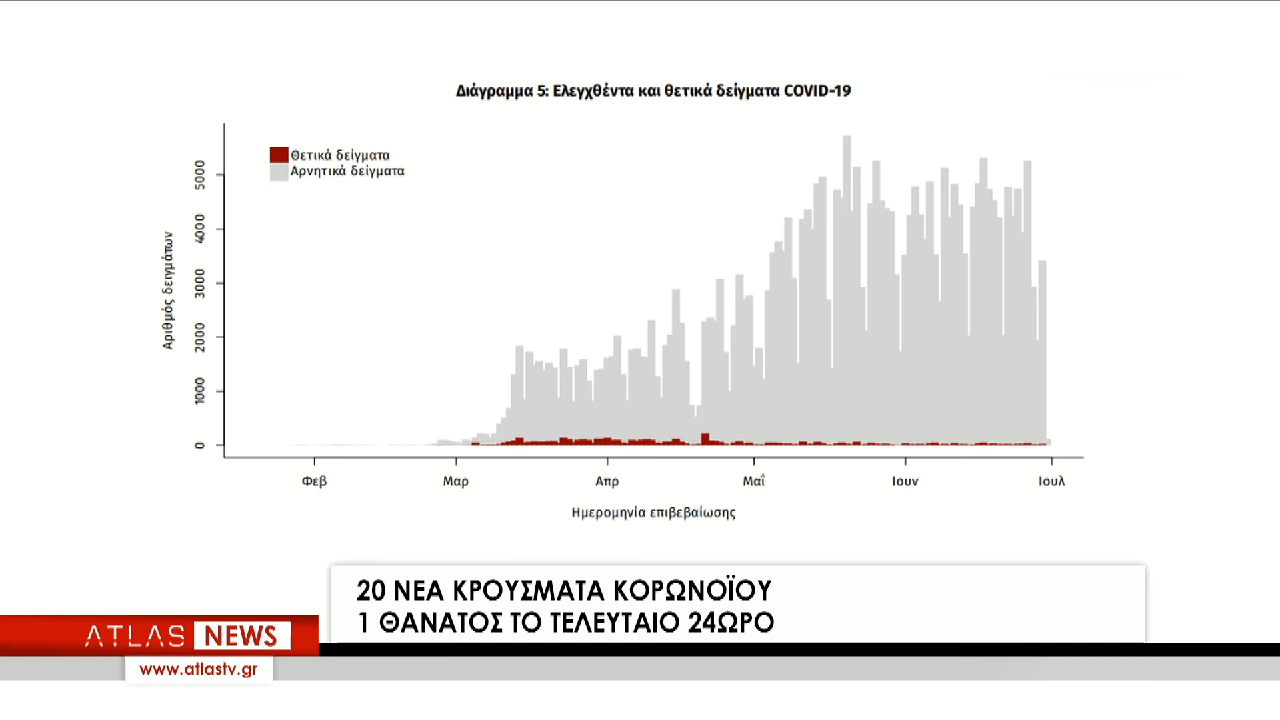 Διάγραμμα 5: Ελεγχθέντα και θετικά δείγματα COVID-19
Θετικά δείγματα
Αρνητικά δείγματα
Αριθμός δειγμάτων
5000
4000
3000
2000
1000
0
Φεβ Μαρ Απρ Μαΐ Ιουν Ιουλ
Ημερομηνία επιβεβαίωσης
20 ΝΕΑ ΚΡΟΥΣΜΑΤΑ ΚΟΡΩΝΟΪΟΥ
1 ΘΑΝΑΤΟΣ ΤΟ ΤΕΛΕΥΤΑΙΟ 24ΩΡΟ
ATLAS NEWS
www.atlastv.gr